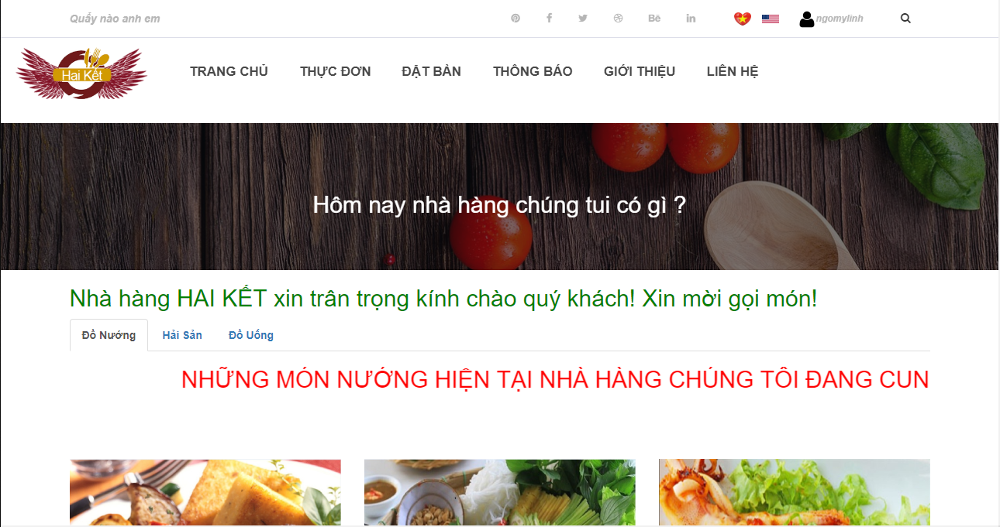 Quẩy nào anh em
Bē
in
ngomylinh
Hai Kết
TRANG CHỦ
THỰC ĐƠN
ĐẶT BÀN
THÔNG BÁO
GIỚI THIỆU
LIÊN HỆ
Hôm nay nhà hàng chúng tui có gì ?
Nhà hàng HAI KẾT xin trân trọng kính chào quý khách! Xin mời gọi món!
Đồ Nướng
Hải Sản
Đồ Uống
NHỮNG MÓN NƯỚNG HIỆN TẠI NHÀ HÀNG CHÚNG TÔI ĐANG CUN